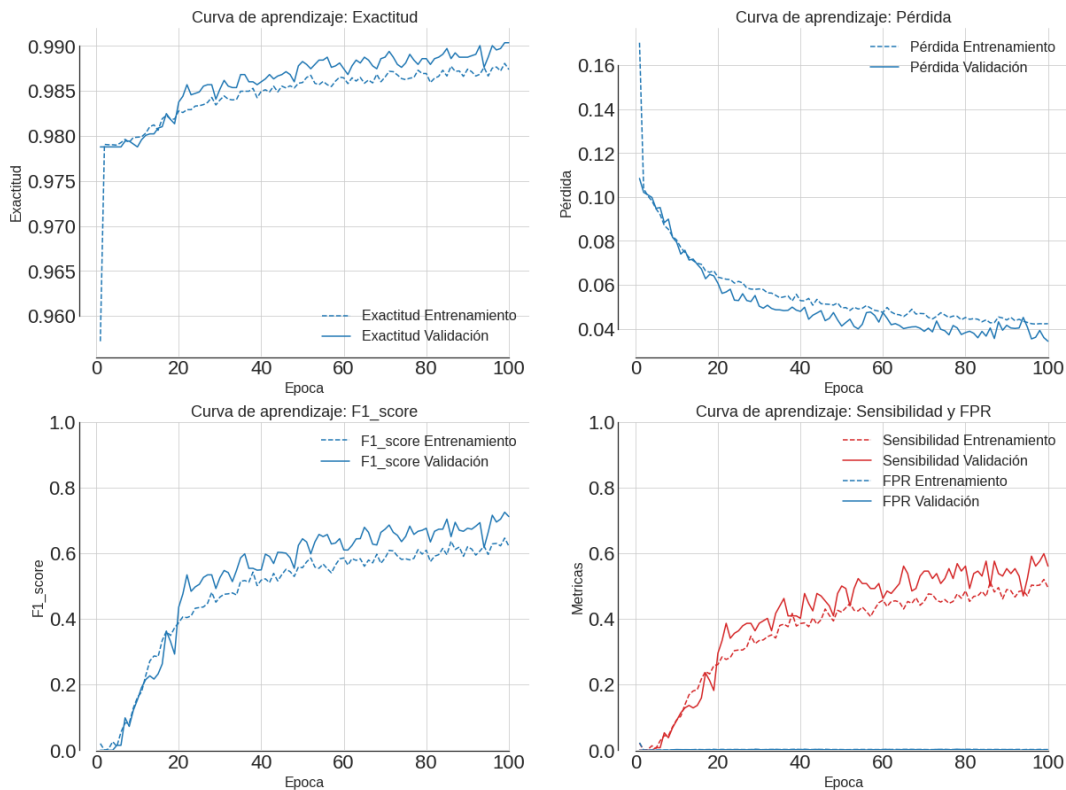 Curva de aprendizaje: Exactitud
0.990
0.985
0.980
0.975
0.970
0.965
0.960
Exactitud
Exactitud Entrenamiento
Exactitud Validación
0 20 40 60 80 100
Epoca
Curva de aprendizaje: Pérdida
0.16
0.14
0.12
0.10
0.08
0.06
0.04
Pérdida
Pérdida Entrenamiento
Pérdida Validación
0 20 40 60 80 100
Epoca
Curva de aprendizaje: F1_score
1.0
0.8
0.6
0.4
0.2
0.0
F1_score
F1_score Entrenamiento
F1_score Validación
0 20 40 60 80 100
Epoca
Curva de aprendizaje: Sensibilidad y FPR
1.0
0.8
0.6
0.4
0.2
0.0
Metricas
Sensibilidad Entrenamiento
Sensibilidad Validación
FPR Entrenamiento
FPR Validación
0 20 40 60 80 100
Epoca